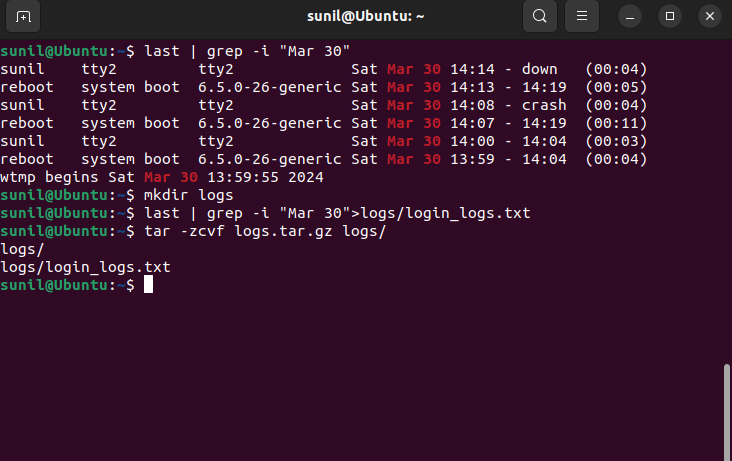 sunil@Ubuntu: ~
sunil@Ubuntu:~$ last | grep -i "Mar 30"
sunil    tty2         tty2             Sat Mar 30 14:14 - down   (00:04)
reboot   system boot  6.5.0-26-generic Sat Mar 30 14:13 - 14:19  (00:05)
sunil    tty2         tty2             Sat Mar 30 14:08 - crash  (00:04)
reboot   system boot  6.5.0-26-generic Sat Mar 30 14:07 - 14:19  (00:11)
sunil    tty2         tty2             Sat Mar 30 14:00 - 14:04  (00:03)
reboot   system boot  6.5.0-26-generic Sat Mar 30 13:59 - 14:04  (00:04)
wtmp begins Sat Mar 30 13:59:55 2024
sunil@Ubuntu:~$ mkdir logs
sunil@Ubuntu:~$ last | grep -i "Mar 30">logs/login_logs.txt
sunil@Ubuntu:~$ tar -zcvf logs.tar.gz logs/
logs/
logs/login_logs.txt
sunil@Ubuntu:~$